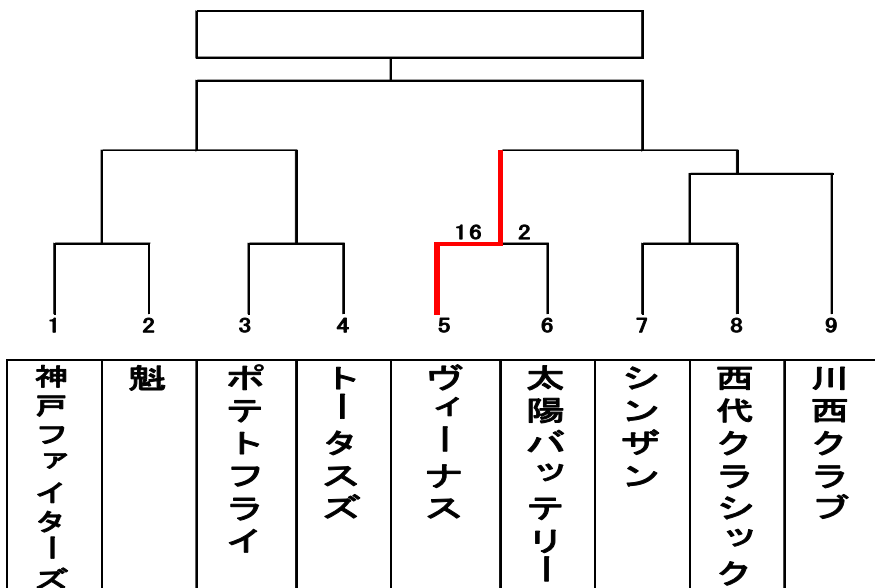 16 2
1 2 3 4 5 6 7 8 9
神戸ファイターズ
魁
ポテトフライ
トータスズ
ヴィーナス
太陽バッテリー
シンザン
西代クラシック
川西クラブ